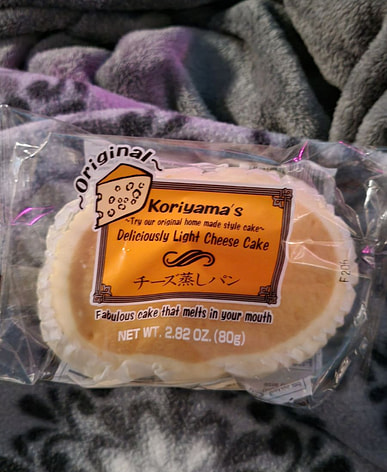 ~Original~
Koriyama's
~Try our original home made style cake~
Deliciously Light Cheese Cake
チーズ蒸しパン
Fabulous cake that melts in your mouth
NET WT. 2.82 OZ. (80g)